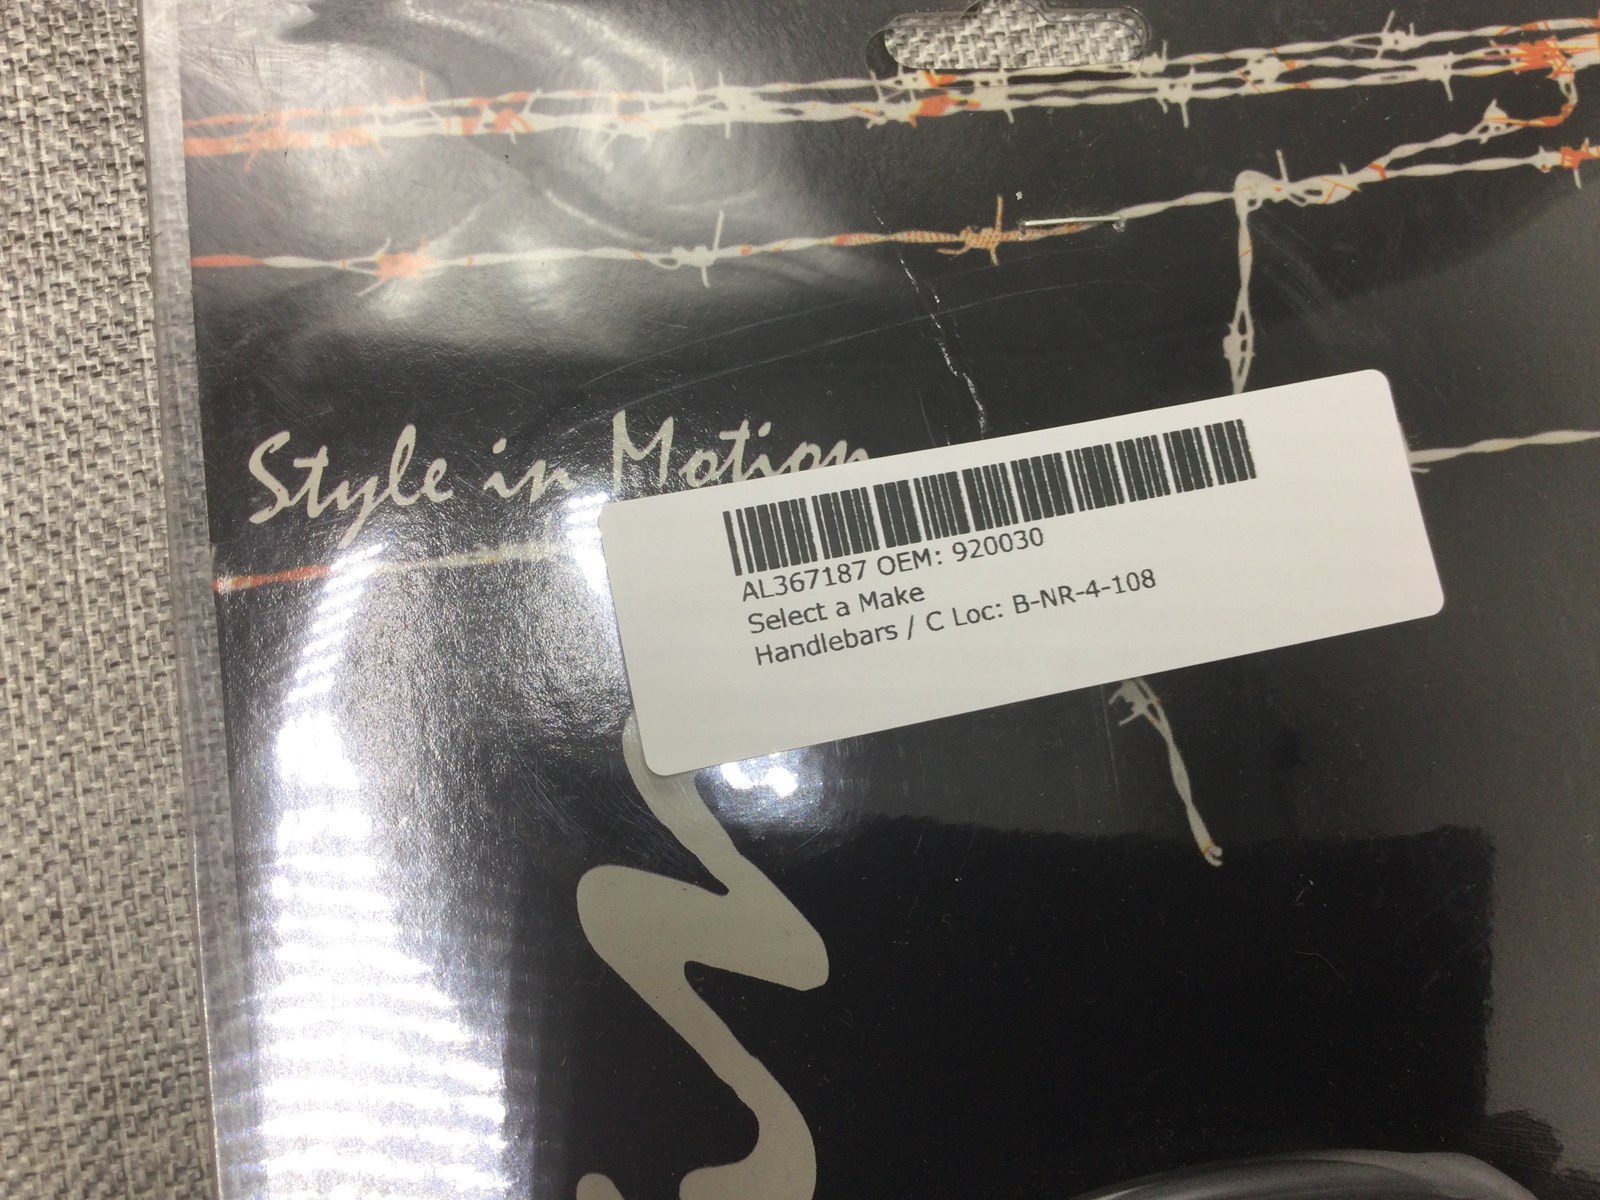 Style in Motion
AL367187 OEM: 920030
Select a Make
Handlebars / C Loc: B-NR-4-108